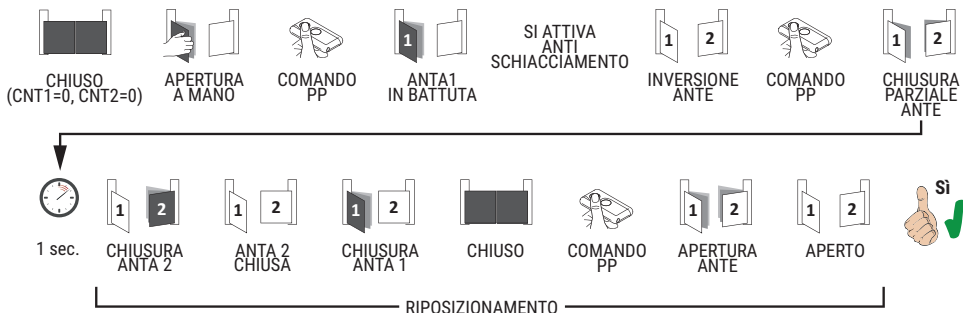 1
1
2
1
2
CHIUSO
(CNT1=0, CNT2=0)
APERTURA
A MANO
COMANDO
PP
ANTA1
IN BATTUTA
SI ATTIVA
ANTI
SCHIACCIAMENTO
INVERSIONE
ANTE
COMANDO
PP
CHIUSURA
PARZIALE
ANTE
1
2
1
2
1
2
1
2
1
2
Sì
1 sec.
CHIUSURA
ANTA 2
ANTA 2
CHIUSA
CHIUSURA
ANTA 1
CHIUSO
COMANDO
PP
APERTURA
ANTE
APERTO
RIPOSIZIONAMENTO